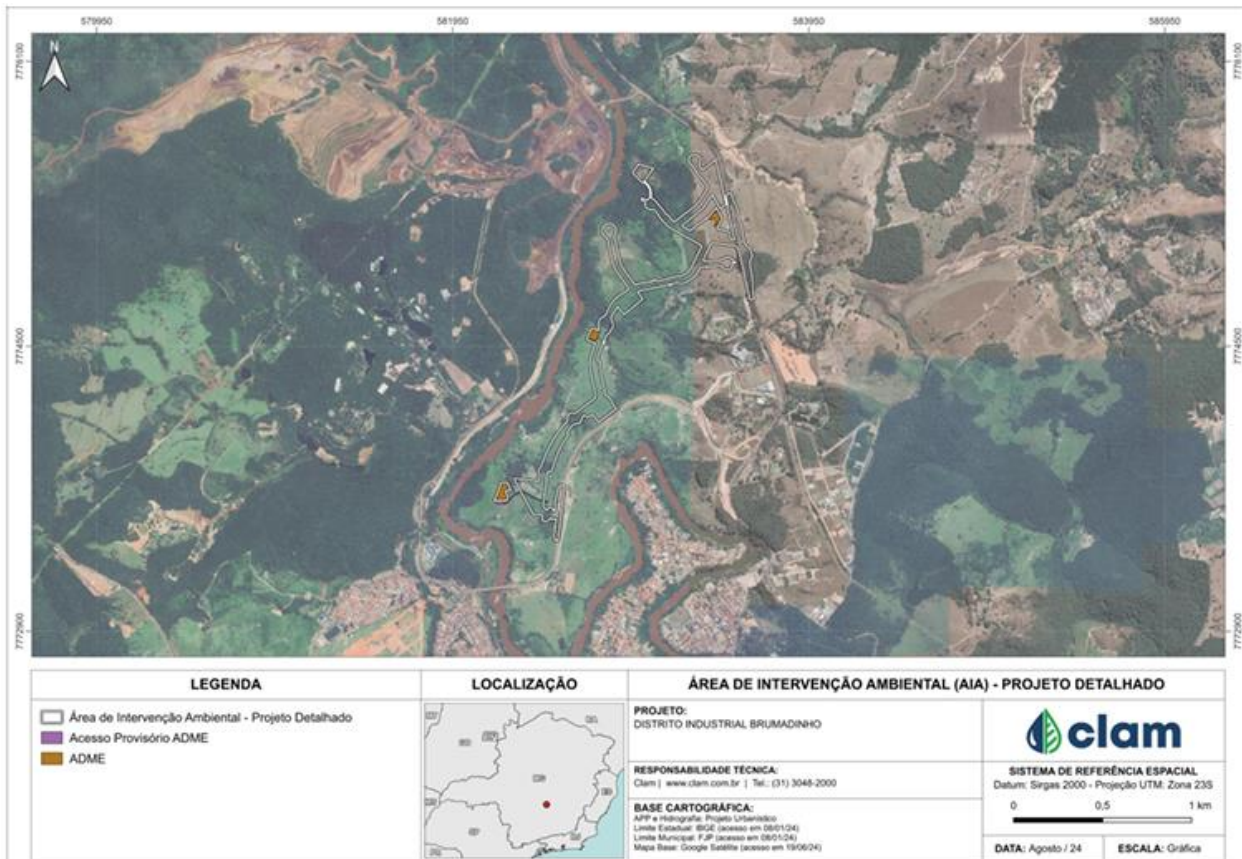 579950 581950 583950 585950
7776100 7776100
N
7774500 7774500
7772900 7772900
LEGENDA
Área de Intervenção Ambiental - Projeto Detalhado
Acesso Provisório ADME
ADME
LOCALIZAÇÃO
ÁREA DE INTERVENÇÃO AMBIENTAL (AIA) - PROJETO DETALHADO
PROJETO:
DISTRITO INDUSTRIAL BRUMADINHO
RESPONSABILIDADE TÉCNICA:
Clam | www.clam.com.br | Tel.: (31) 3048-2000
BASE CARTOGRÁFICA:
APP e Hidrografia: Projeto Urbanístico
Limite Estadual: IBGE (acesso em 08/01/24)
Limite Municipal: FJP (acesso em 08/01/24)
Mapa Base: Google Satélite (acesso em 19/06/24)
clam
SISTEMA DE REFERÊNCIA ESPACIAL
Datum: Sirgas 2000 - Projeção UTM: Zona 23S
0 0,5 1 km
DATA: Agosto / 24
ESCALA: Gráfica